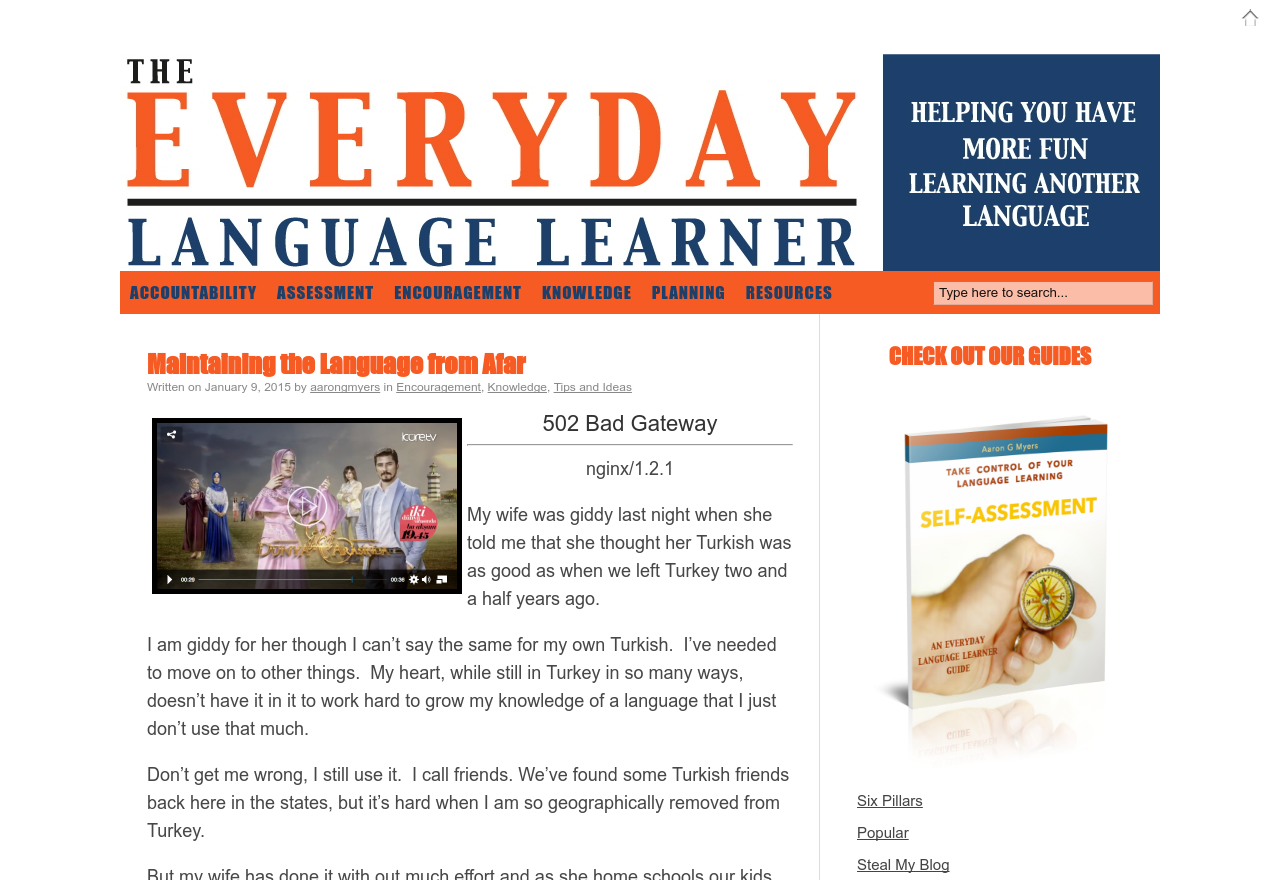 THE
EVERYDAY
LANGUAGE LEARNER
HELPING YOU HAVE
MORE FUN
LEARNING ANOTHER
LANGUAGE
ACCOUNTABILITY ASSESSMENT ENCOURAGEMENT KNOWLEDGE PLANNING RESOURCES
Type here to search...
Maintaining the Language from Afar
Written on January 9, 2015 by aarongmyers in Encouragement, Knowledge, Tips and Ideas
iki
19.45
00:29
00:36
502 Bad Gateway
nginx/1.2.1
My wife was giddy last night when she
told me that she thought her Turkish was
as good as when we left Turkey two and
a half years ago.
I am giddy for her though I can’t say the same for my own Turkish.  I’ve needed
to move on to other things.  My heart, while still in Turkey in so many ways,
doesn’t have it in it to work hard to grow my knowledge of a language that I just
don’t use that much.
Don’t get me wrong, I still use it.  I call friends. We’ve found some Turkish friends
back here in the states, but it’s hard when I am so geographically removed from
Turkey.
But my wife has done it with out much effort and as she home schools our kids
CHECK OUT OUR GUIDES
Aaron G Myers
TAKE CONTROL OF YOUR
LANGUAGE LEARNING
SELF-ASSESSMENT
AN EVERYDAY
LANGUAGE LEARNER
GUIDE
Six Pillars
Popular
Steal My Blog